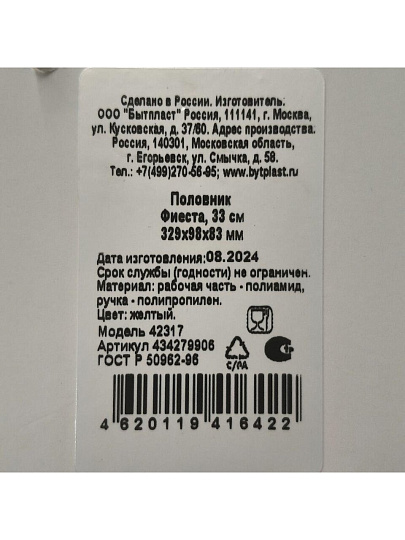 Сделано в России. Изготовитель.
ООО "Бытпласт" Россия, 111141, г. Москва,
ул. Кусковская, д. 37/60. Адрес производства.
Россия, 140301, Московская область,
г. Егорьевск, ул. Смычка, д. 58.
Тел.: +7(499)270-56-95; www.bytplast.ru
Половник
Фиеста, 33 см
329х98х83 мм
Дата изготовления:08.2024
Срок службы (годности) не ограничен.
Материал: рабочая часть - полиамид,
ручка - полипропилен.
Цвет: желтый.
Модель 42317
Артикул 434279906
ГОСТ Р 50962-96
С/РА
4 620119 416422